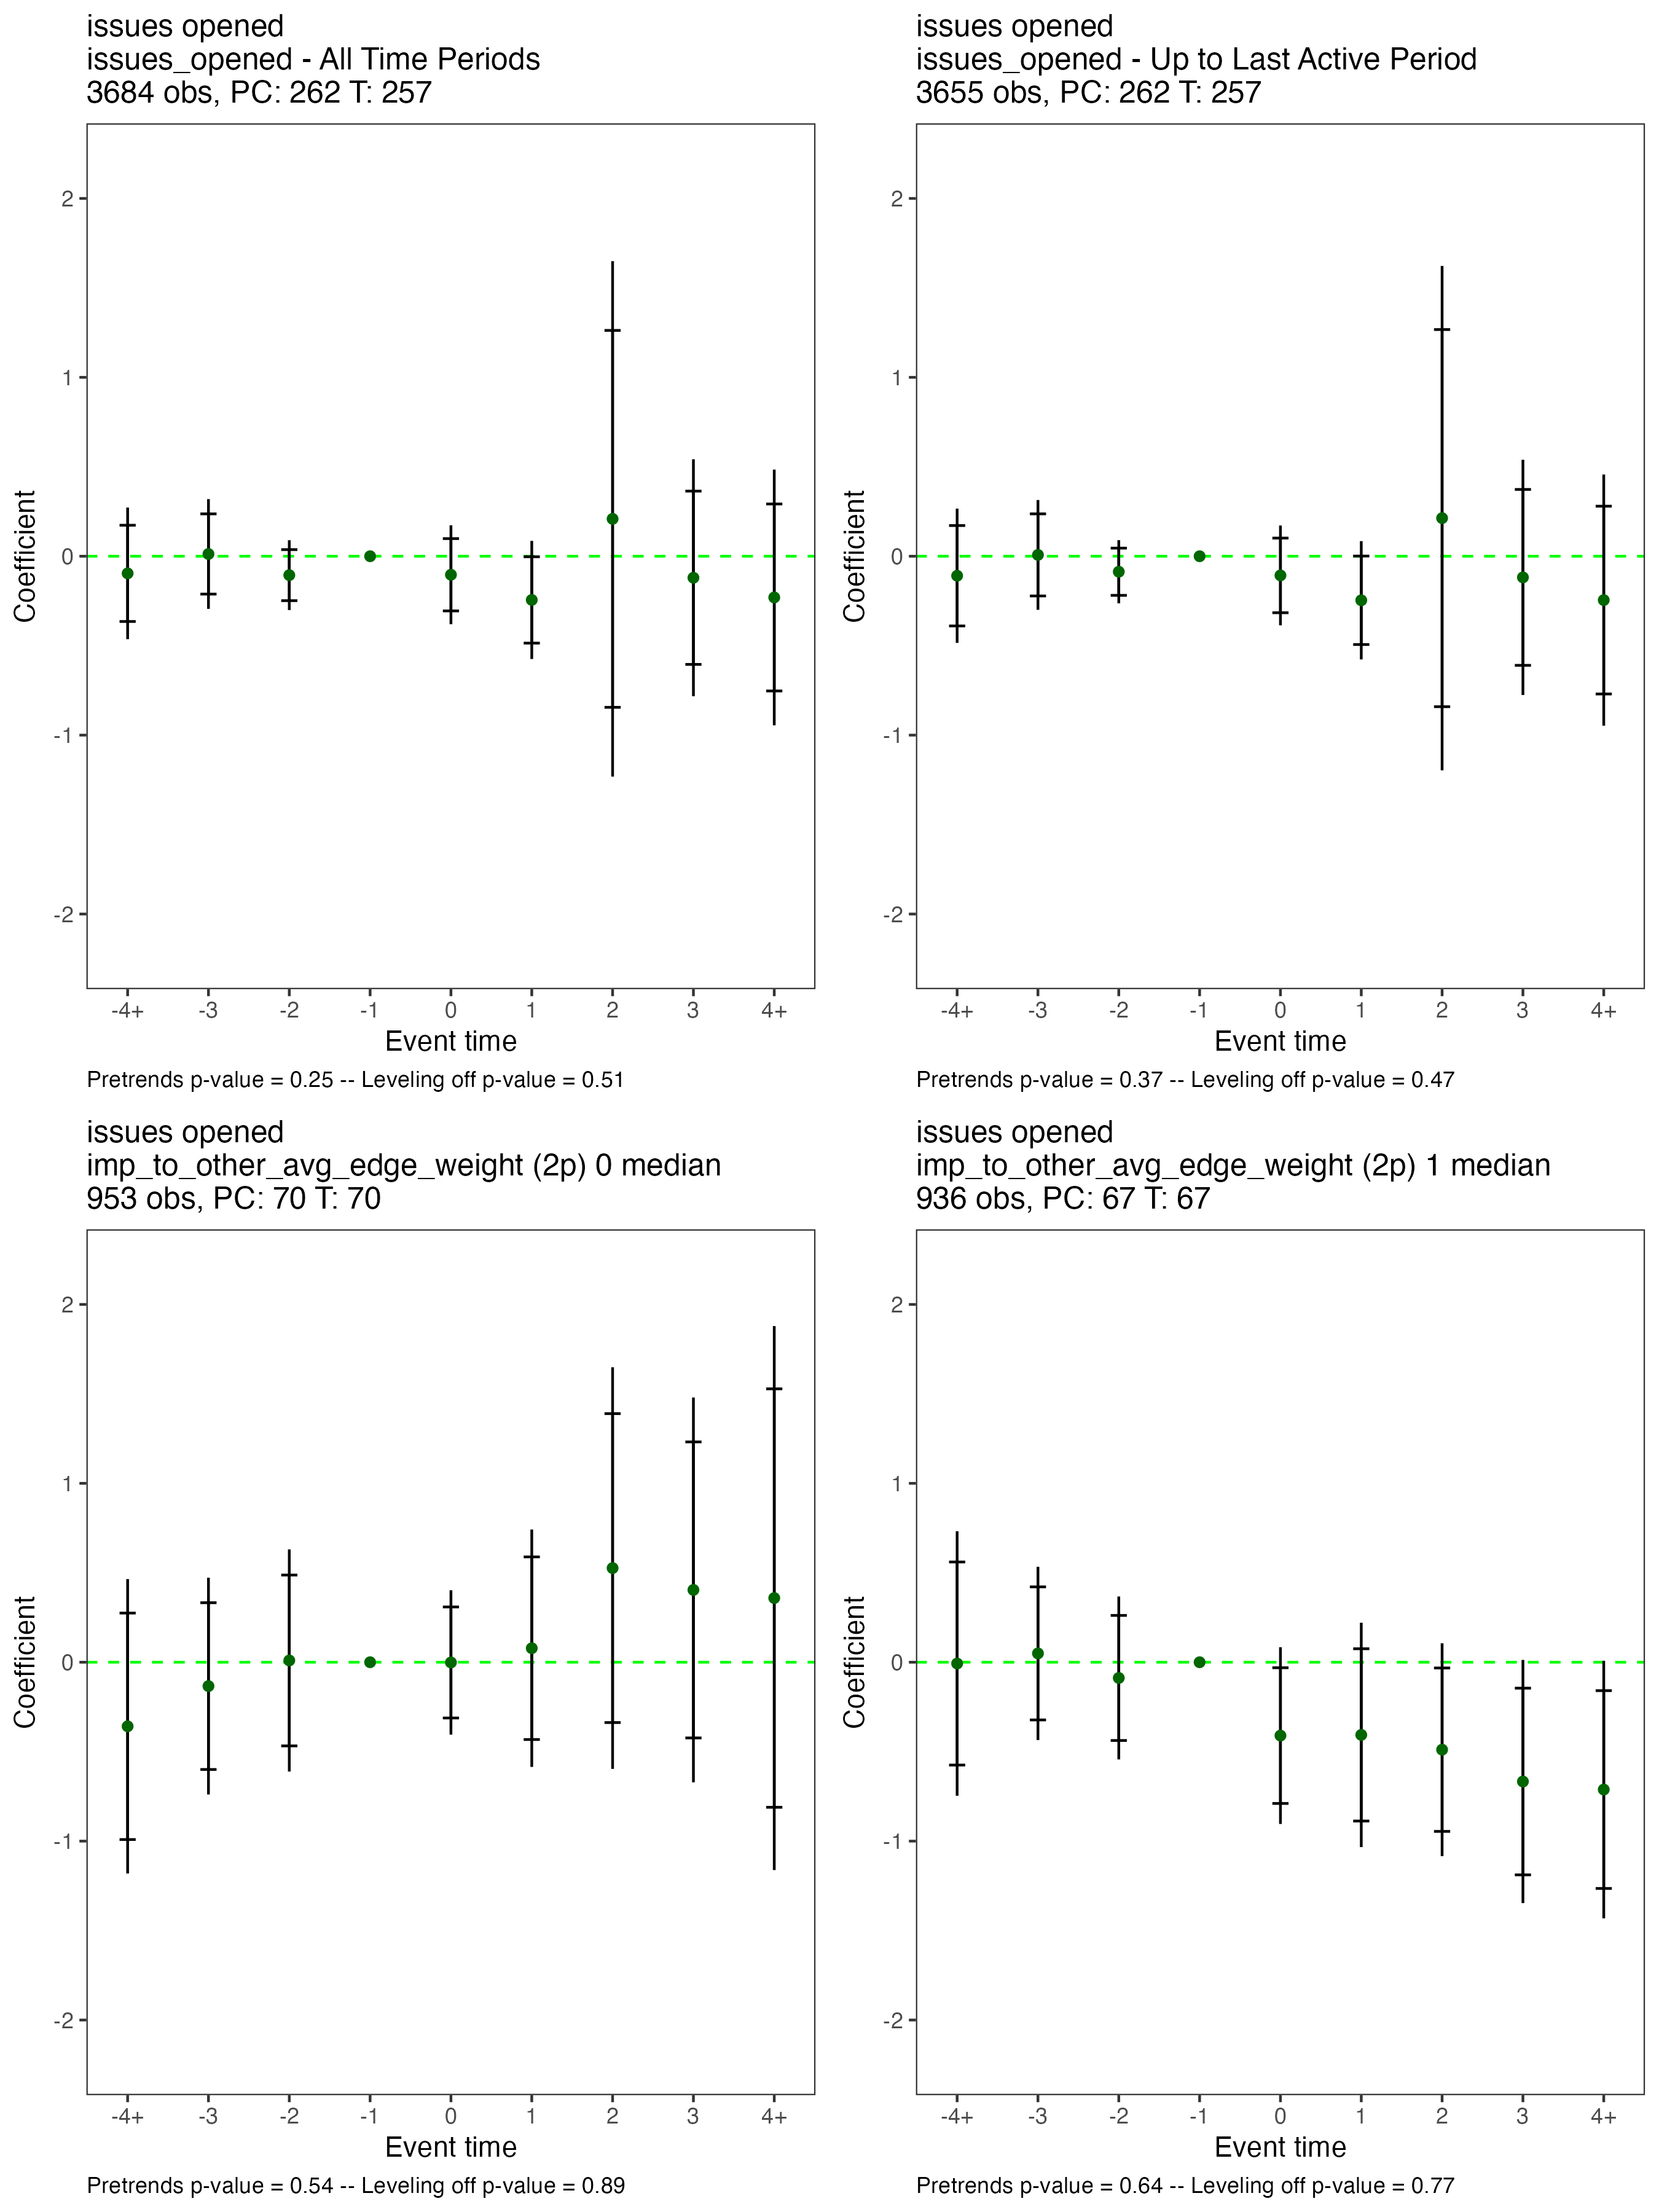 issues opened
issues_opened - All Time Periods
3684 obs, PC: 262 T: 257
Coefficient
2
1
0
-1
-2
-4+ -3 -2 -1 0 1 2 3 4+
Event time
Pretrends p-value = 0.25 -- Leveling off p-value = 0.51
issues opened
issues_opened - Up to Last Active Period
3655 obs, PC: 262 T: 257
Coefficient
2
1
0
-1
-2
-4+ -3 -2 -1 0 1 2 3 4+
Event time
Pretrends p-value = 0.37 -- Leveling off p-value = 0.47
issues opened
imp_to_other_avg_edge_weight (2p) 0 median
953 obs, PC: 70 T: 70
Coefficient
2
1
0
-1
-2
-4+ -3 -2 -1 0 1 2 3 4+
Event time
Pretrends p-value = 0.54 -- Leveling off p-value = 0.89
issues opened
imp_to_other_avg_edge_weight (2p) 1 median
936 obs, PC: 67 T: 67
Coefficient
2
1
0
-1
-2
-4+ -3 -2 -1 0 1 2 3 4+
Event time
Pretrends p-value = 0.64 -- Leveling off p-value = 0.77